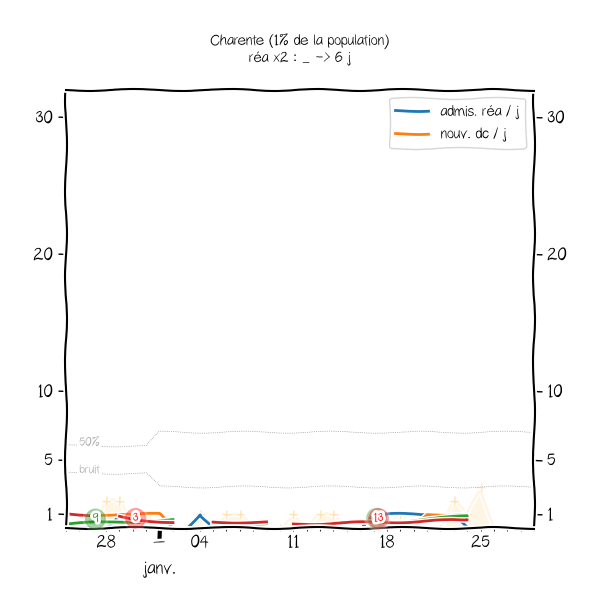 Charente (1% de la population)
réa x2 : _ -> 6 j
admis. réa / j
nouv. dc / j
30 30
20 20
10 10
50%
5 5
bruit
1 9 3 13 1
28 04 11 18 25
janv.